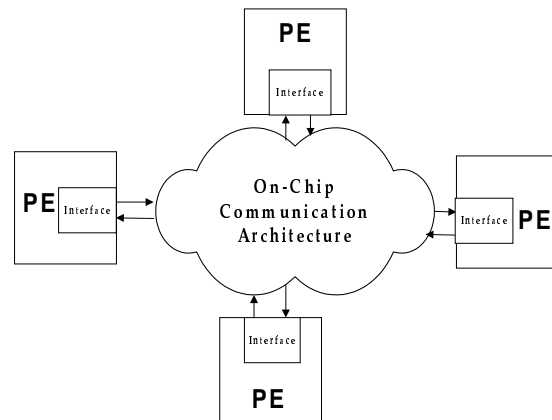 PE
Interface
On-Chip
Communication
Architecture
PE
Interface
Interface
PE
Interface
PE